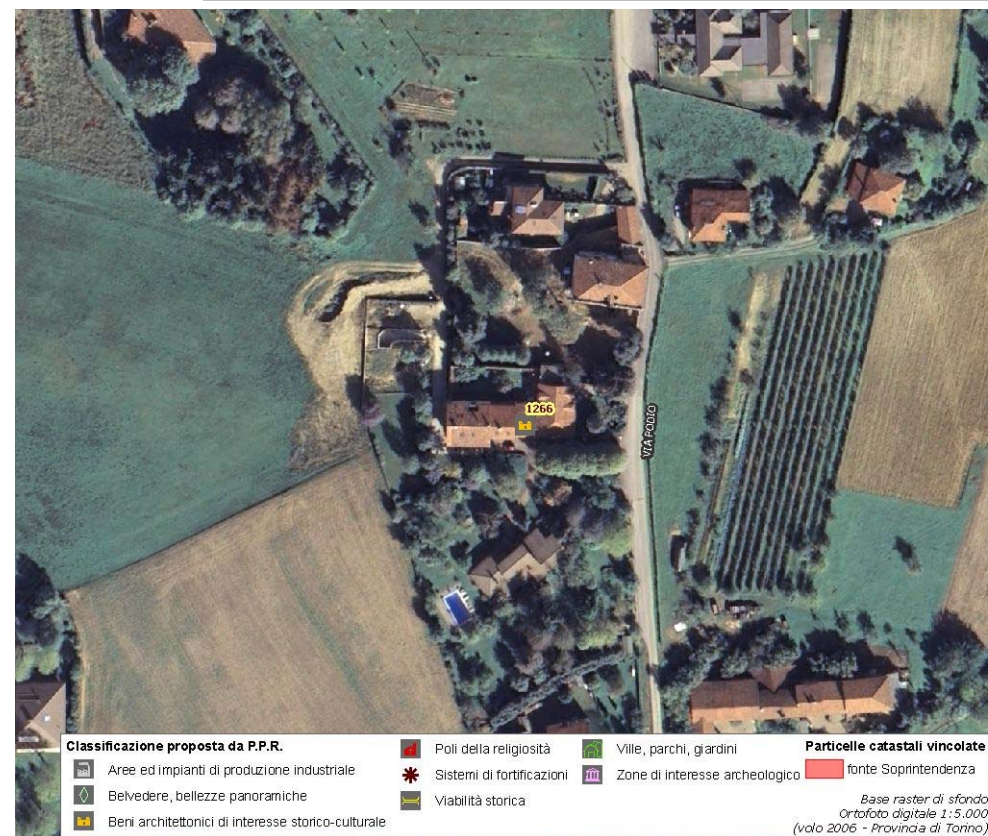 1266
VIA PODIO
Classificazione proposta da P.P.R.
Aree ed impianti di produzione industriale
Belvedere, bellezze panoramiche
Beni architettonici di interesse storico-culturale
Poli della religiosità
Sistemi di fortificazioni
Viabilità storica
Ville, parchi, giardini
Zone di interesse archeologico
Particelle catastali vincolate
fonte Soprintendenza
Base raster di sfondo
Ortofoto digitale 1:5.000
(volo 2006 - Provincia di Torino)